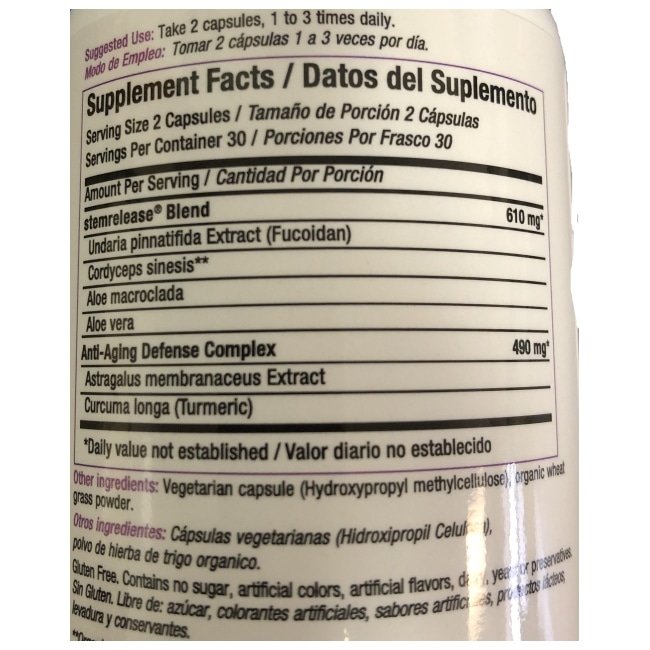 Suggested Use: Take 2 capsules, 1 to 3 times daily.
Modo de Empleo: Tomar 2 cápsulas 1 a 3 veces por día.
Supplement Facts / Datos del Suplemento
Serving Size 2 Capsules / Tamaño de Porción 2 Cápsulas
Servings Per Container 30 / Porciones Por Frasco 30
Amount Per Serving / Cantidad Por Porción
stemrelease® Blend 610 mg*
Undaria pinnatifida Extract (Fucoidan)
Cordyceps sinesis**
Aloe macroclada
Aloe vera
Anti-Aging Defense Complex 490 mg*
Astragalus membranaceus Extract
Curcuma longa (Turmeric)
*Daily value not established / Valor diario no establecido
Other ingredients: Vegetarian capsule (Hydroxypropyl methylcellulose), organic wheat
grass powder.
Otros ingredientes: Cápsulas vegetarianas (Hidroxipropil
polvo de hierba de trigo organico.
Gluten Free. Contains no sugar, artificial colors, artificial flavors, or preservatives.
Sin Gluten. Libre de: azúcar, colorantes artificiales, sabores lácteos,
levadura y conservantes.